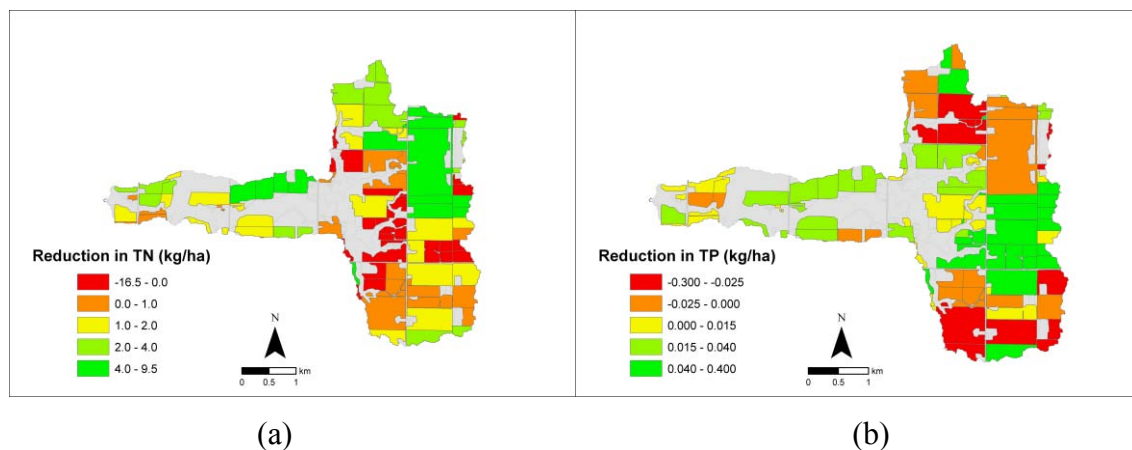 Reduction in TN (kg/ha)
-16.5 - 0.0
0.0 - 1.0
1.0 - 2.0
2.0 - 4.0
4.0 - 9.5
N
0 0.5 1
km
Reduction in TP (kg/ha)
-0.300 - -0.025
-0.025 - 0.000
0.000 - 0.015
0.015 - 0.040
0.040 - 0.400
N
0 0.5 1
km
(a)
(b)